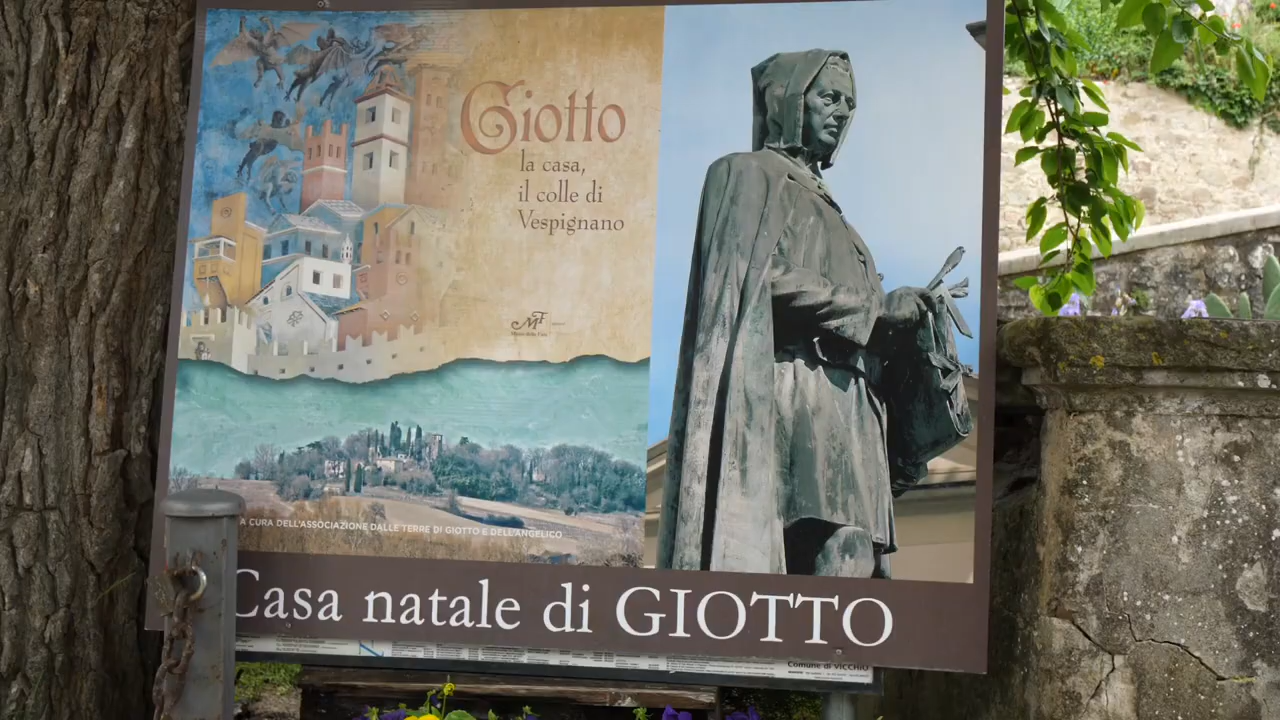 Giotto
la casa,
il colle di
Vespignano
A CURA DELL'ASSOCIAZIONE DALLE TERRE DI GIOTTO E DELL'ANGELICO
Casa natale di GIOTTO
Comune di VICCHIO